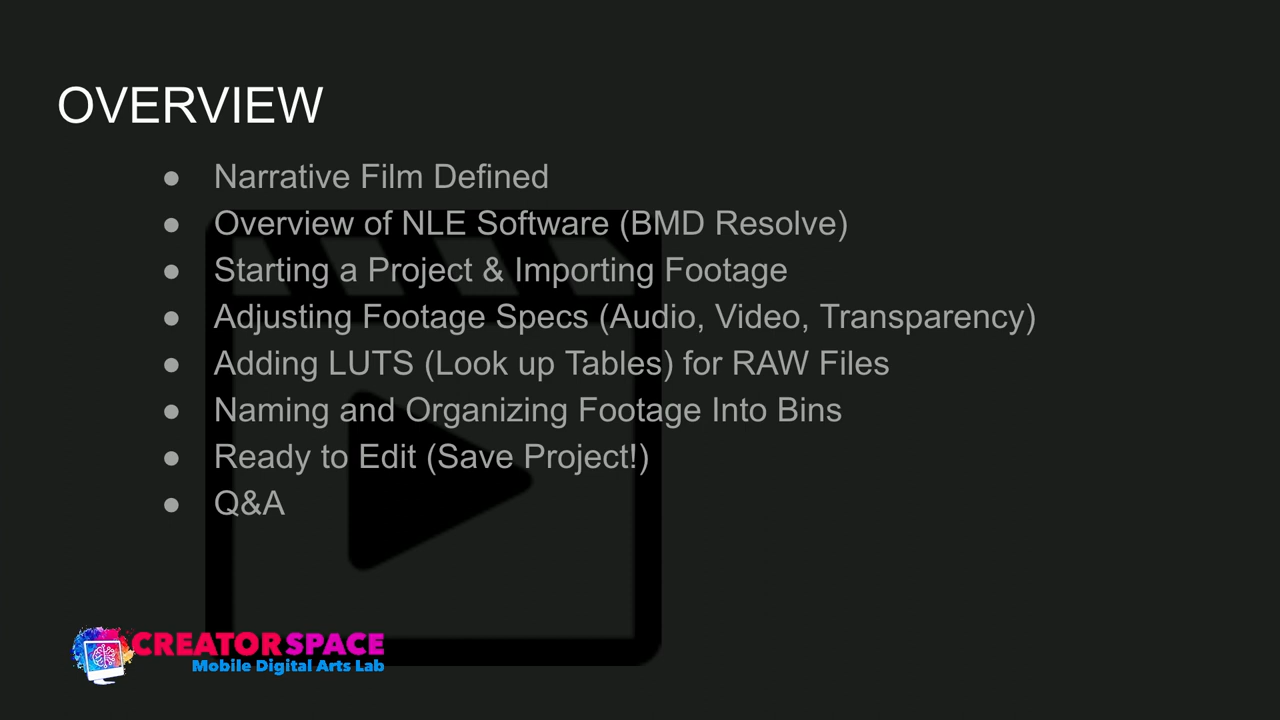 OVERVIEW
● Narrative Film Defined
● Overview of NLE Software (BMD Resolve)
● Starting a Project & Importing Footage
● Adjusting Footage Specs (Audio, Video, Transparency)
● Adding LUTS (Look up Tables) for RAW Files
● Naming and Organizing Footage Into Bins
● Ready to Edit (Save Project!)
● Q&A
CREATORSPACE
Mobile Digital Arts Lab